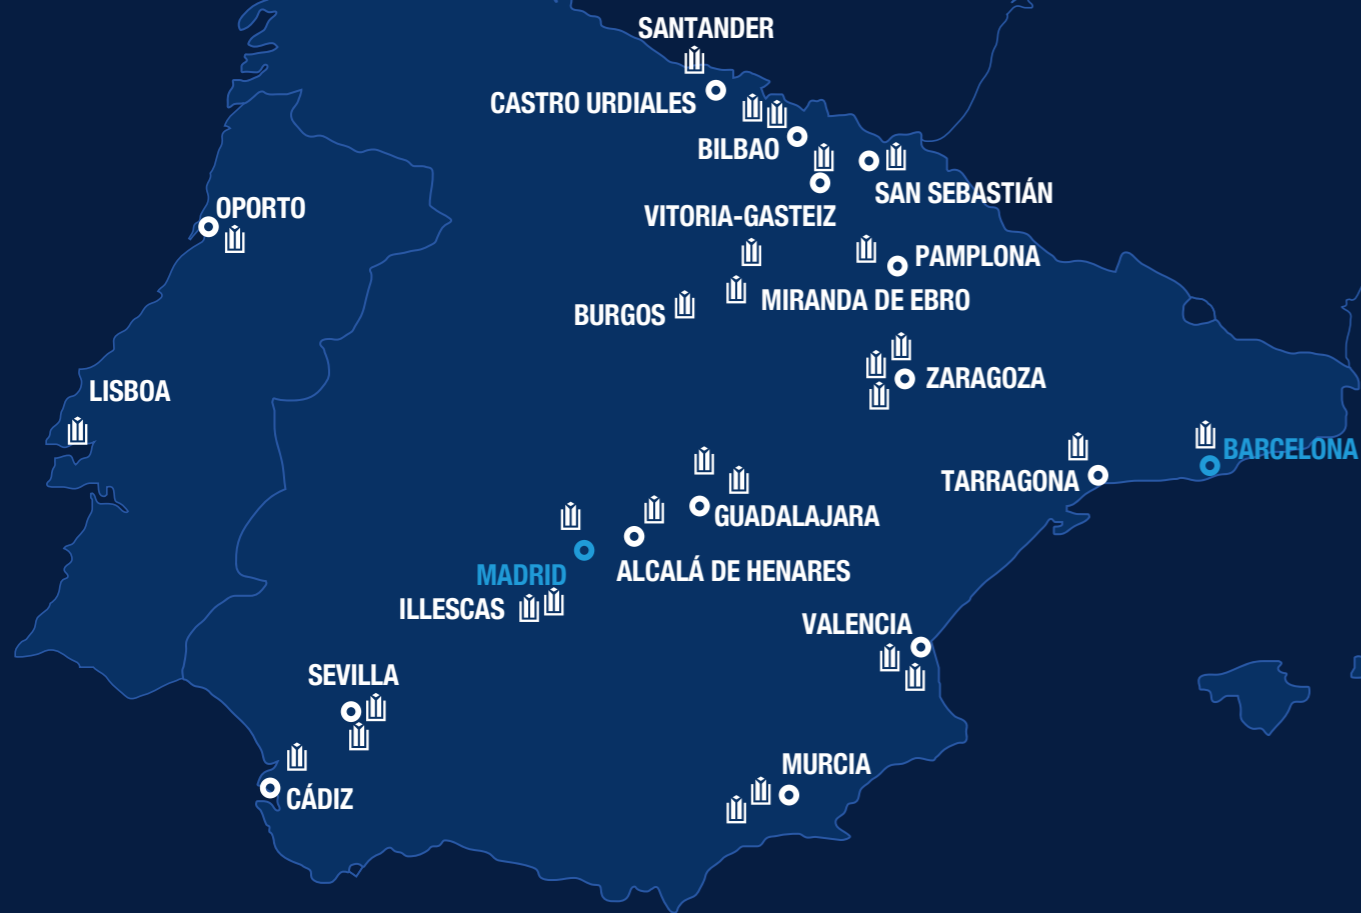 SANTANDER
CASTRO URDIALES
BILBAO
SAN SEBASTIÁN
OPORTO
VITORIA-GASTEIZ
PAMPLONA
MIRANDA DE EBRO
BURGOS
ZARAGOZA
LISBOA
BARCELONA
TARRAGONA
GUADALAJARA
ALCALÁ DE HENARES
MADRID
ILLESCAS
VALENCIA
SEVILLA
MURCIA
CÁDIZ